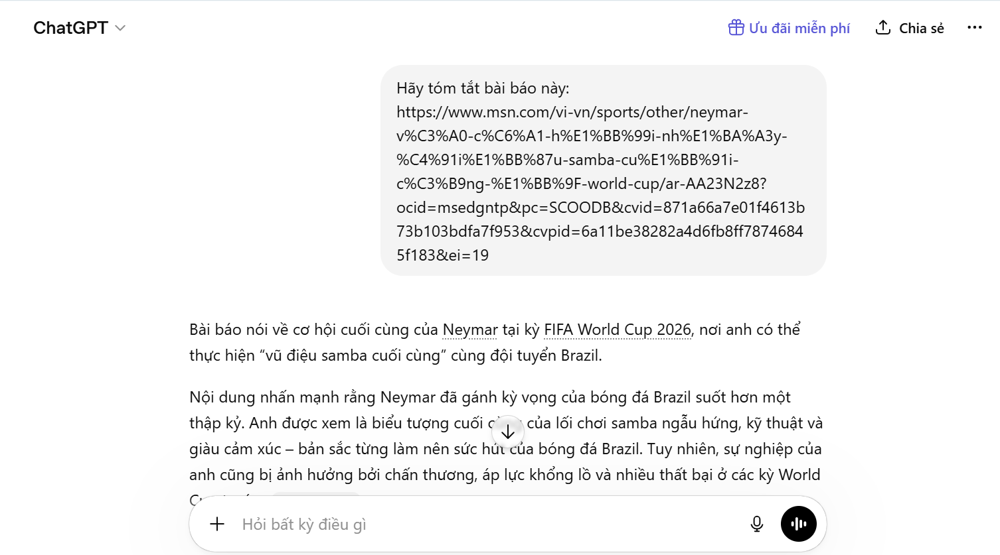 ChatGPT
Ưu đãi miễn phí
Chia sẻ
Hãy tóm tắt bài báo này:
https://www.msn.com/vi-vn/sports/other/neymar-
v%C3%A0-c%C6%A1-h%E1%BB%99i-nh%E1%BA%A3y-
%C4%91i%E1%BB%87u-samba-cu%E1%BB%91i-
c%C3%B9ng-%E1%BB%9F-world-cup/ar-AA23N2z8?
ocid=msedgntp&pc=SCOODB&cvid=871a66a7e01f4613b
73b103bdfa7f953&cvpid=6a11be38282a4d6fb8ff7874684
5f183&ei=19
Bài báo nói về cơ hội cuối cùng của Neymar tại kỳ FIFA World Cup 2026, nơi anh có thể
thực hiện “vũ điệu samba cuối cùng” cùng đội tuyển Brazil.
Nội dung nhấn mạnh rằng Neymar đã gánh kỳ vọng của bóng đá Brazil suốt hơn một
thập kỷ. Anh được xem là biểu tượng cuối cùng của lối chơi samba ngẫu hứng, kỹ thuật và
giàu cảm xúc – bản sắc từng làm nên sức hút của bóng đá Brazil. Tuy nhiên, sự nghiệp của
anh cũng bị ảnh hưởng bởi chấn thương, áp lực khổng lồ và nhiều thất bại ở các kỳ World
Hỏi bất kỳ điều gì